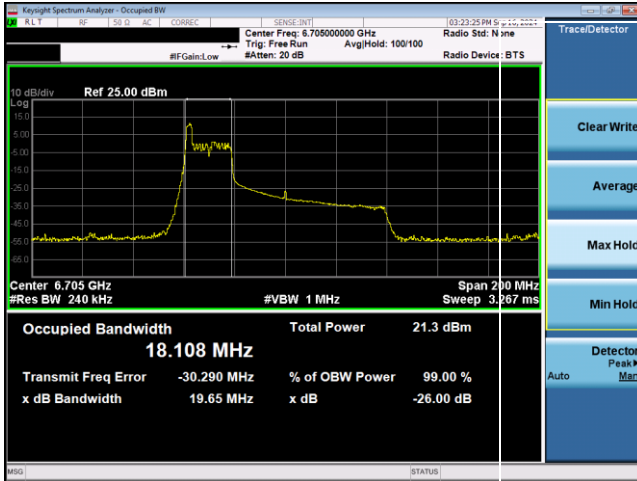 Keysight Spectrum Analyzer - Occupied BW
RLT RF 50 Ω AC CORREC SENSE:INT 03:23:25 PM
Center Freq: 6.705000000 GHz Radio Std: None
Trig: Free Run Avg|Hold: 100/100
#IFGain:Low #Atten: 20 dB Radio Device: BTS
Trace/Detector
10 dB/div Ref 25.00 dBm
Log
15.0
5.00
-5.00
-15.0
-25.0
-35.0
-45.0
-55.0
-65.0
Center 6.705 GHz Span 200 MHz
#Res BW 240 kHz #VBW 1 MHz Sweep 3.267 ms
Occupied Bandwidth Total Power 21.3 dBm
18.108 MHz
Transmit Freq Error -30.290 MHz % of OBW Power 99.00 %
x dB Bandwidth 19.65 MHz x dB -26.00 dB
Clear Write
Average
Max Hold
Min Hold
Detector
Peak
Auto Man
MSG STATUS